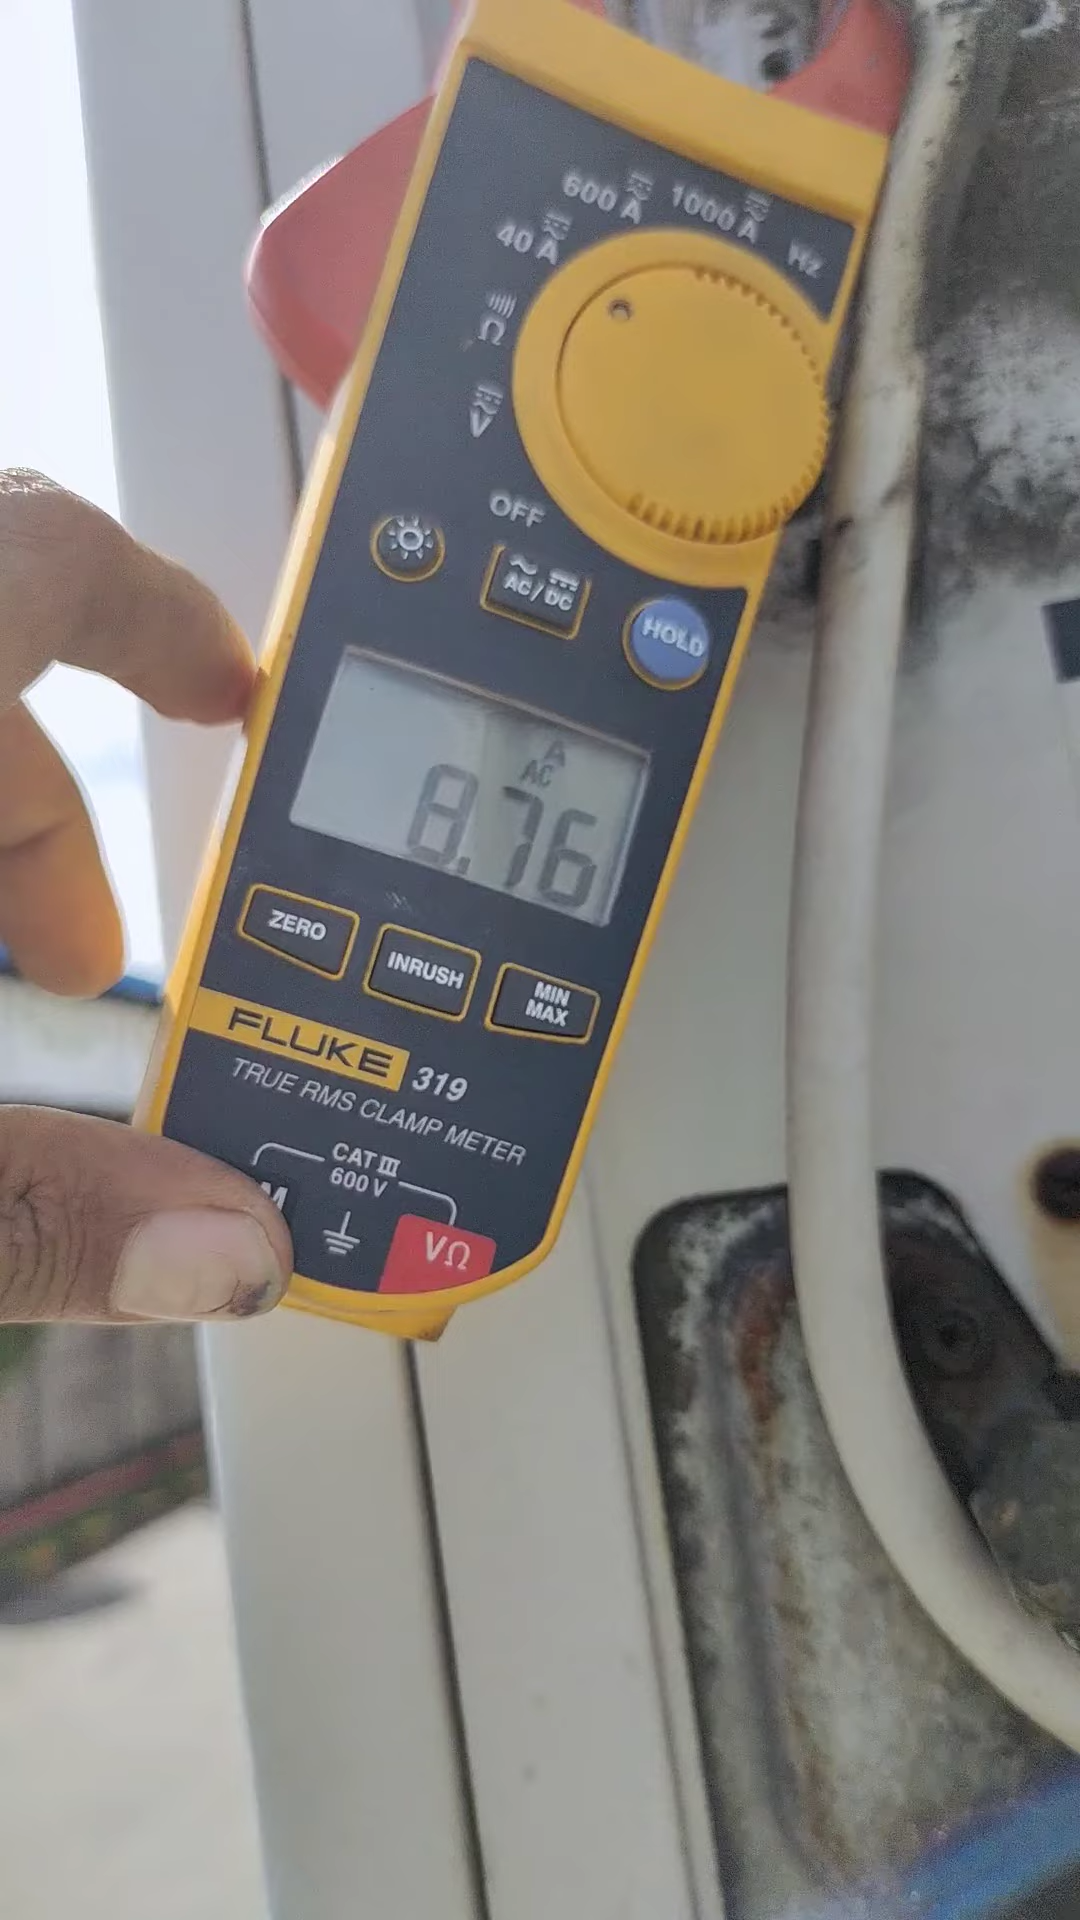 600 A
1000 A
40 A
Hz
Ω
V
OFF
AC/DC
HOLD
A
AC
8.76
ZERO
INRUSH
MIN
MAX
FLUKE 319
TRUE RMS CLAMP METER
CAT III
600 V
VΩ